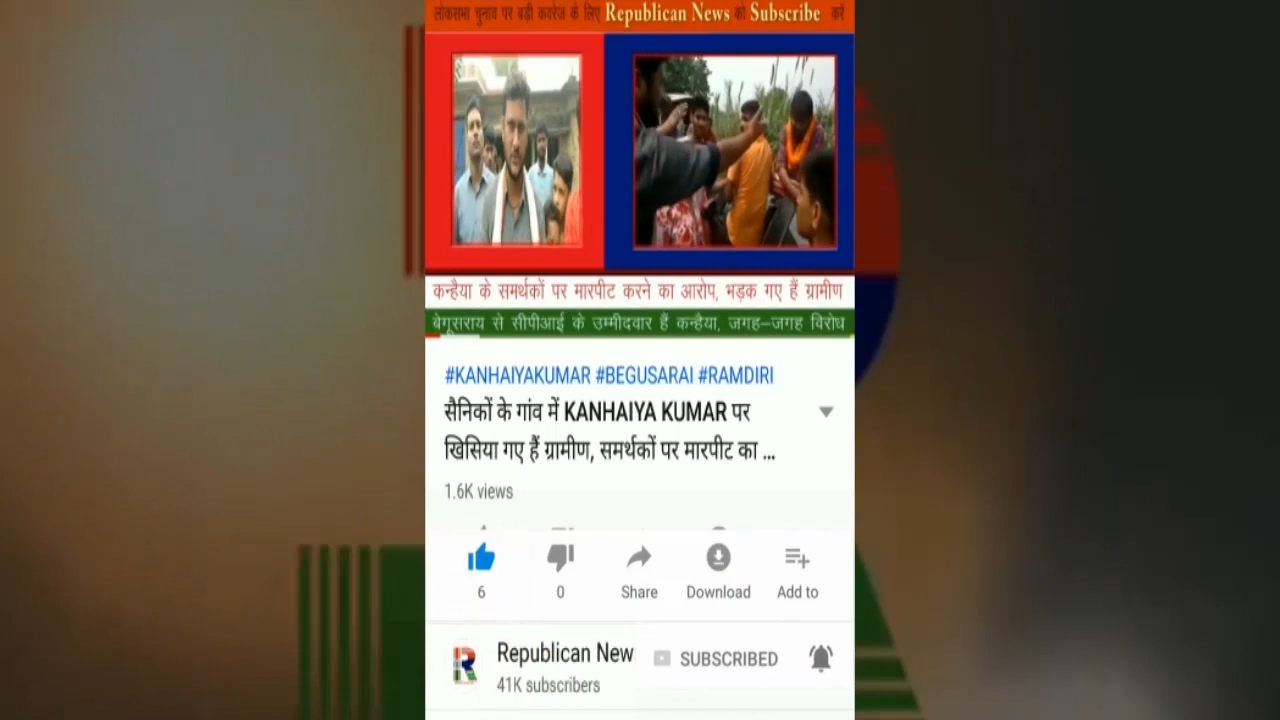 लोकसभा चुनाव पर बड़ी कवरेज के लिए Republican News को Subscribe करें
कन्हैया के समर्थकों पर मारपीट करने का आरोप, भड़क गए हैं ग्रामीण
बेगूसराय से सीपीआई के उम्मीदवार हैं कन्हैया, जगह–जगह विरोध
#KANHAIYAKUMAR #BEGUSARAI #RAMDIRI
सैनिकों के गांव में KANHAIYA KUMAR पर
खिसिया गए हैं ग्रामीण, समर्थकों पर मारपीट का ...
1.6K views
6
0
Share
Download
Add to
R
Republican New
SUBSCRIBED
41K subscribers